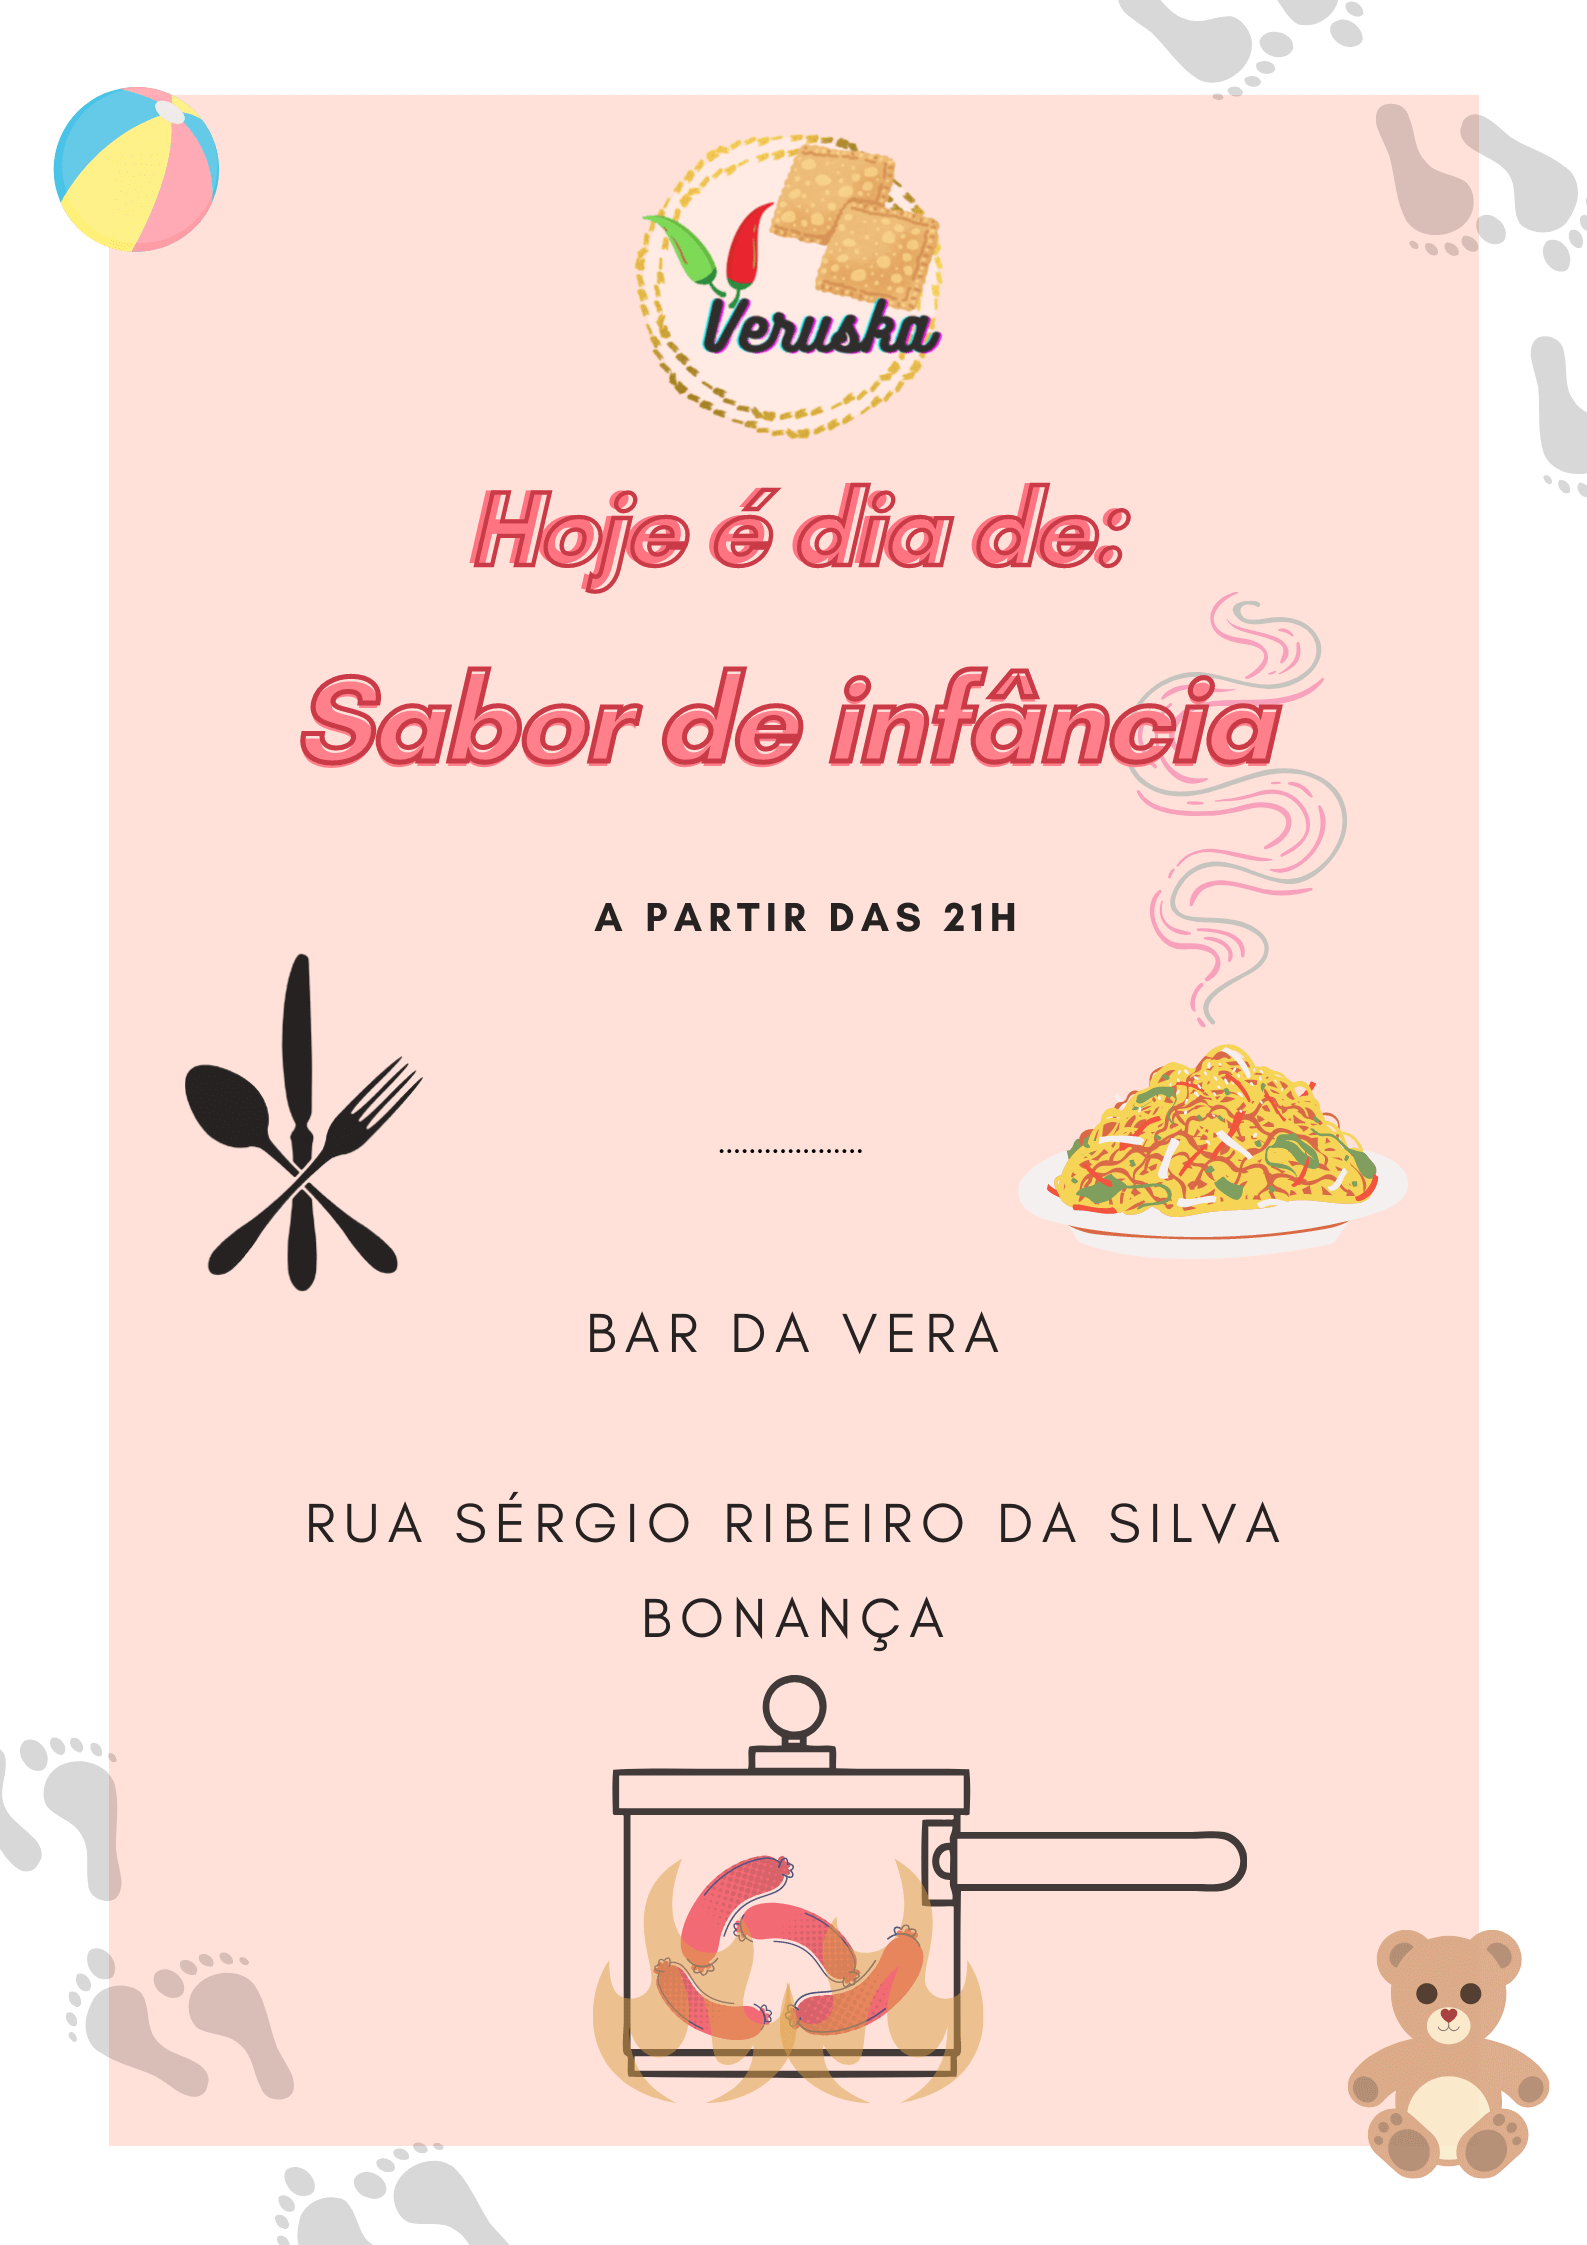 Veruska
Hoje é dia de:
Sabor de infância
A PARTIR DAS 21H
...................
BAR DA VERA
RUA SÉRGIO RIBEIRO DA SILVA
BONANÇA